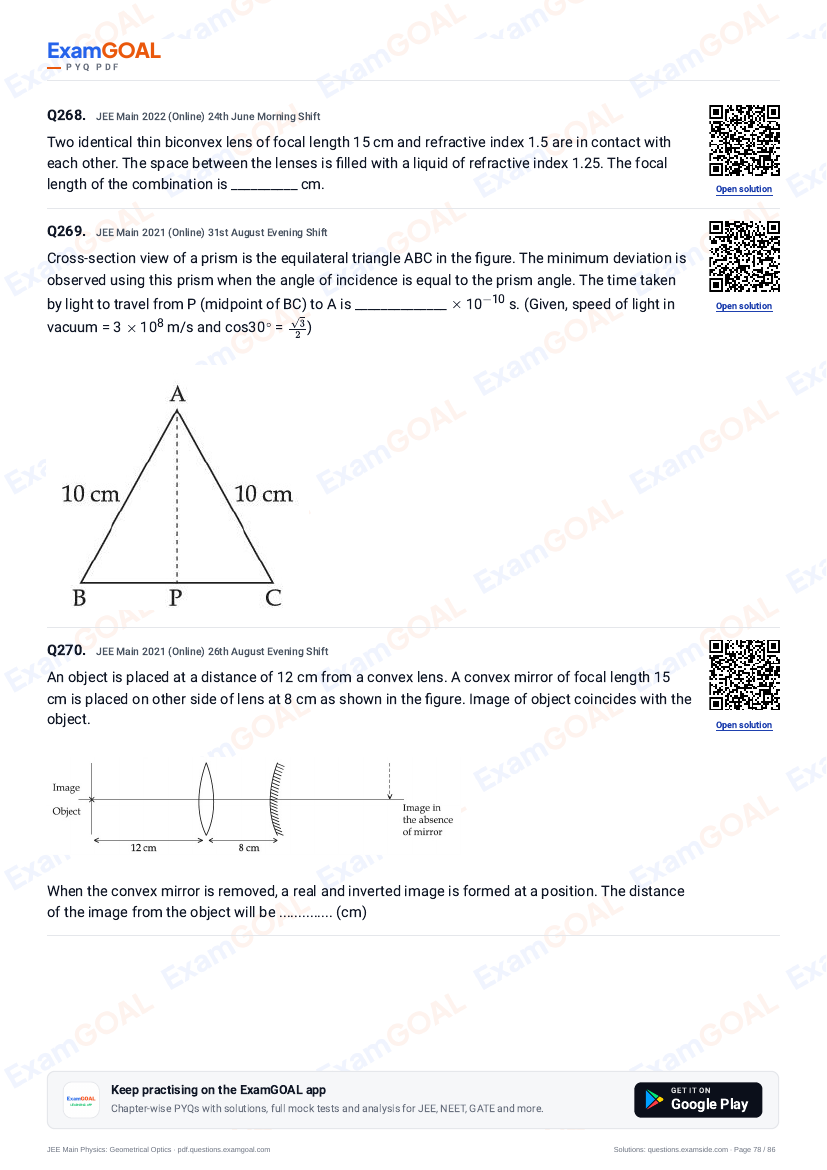 ExamGOAL
PYQ PDF
Q268. JEE Main 2022 (Online) 24th June Morning Shift
Two identical thin biconvex lens of focal length 15 cm and refractive index 1.5 are in contact with
each other. The space between the lenses is filled with a liquid of refractive index 1.25. The focal
length of the combination is __________ cm.
Open solution
Q269. JEE Main 2021 (Online) 31st August Evening Shift
Cross-section view of a prism is the equilateral triangle ABC in the figure. The minimum deviation is
observed using this prism when the angle of incidence is equal to the prism angle. The time taken
by light to travel from P (midpoint of BC) to A is ______________ × 10⁻¹⁰ s. (Given, speed of light in
vacuum = 3 × 10⁸ m/s and cos30° = √3/2)
Open solution
A
10 cm 10 cm
B P C
Q270. JEE Main 2021 (Online) 26th August Evening Shift
An object is placed at a distance of 12 cm from a convex lens. A convex mirror of focal length 15
cm is placed on other side of lens at 8 cm as shown in the figure. Image of object coincides with the
object.
Open solution
Image
Object
12 cm 8 cm
Image in
the absence
of mirror
When the convex mirror is removed, a real and inverted image is formed at a position. The distance
of the image from the object will be .............. (cm)
Keep practising on the ExamGOAL app
Chapter-wise PYQs with solutions, full mock tests and analysis for JEE, NEET, GATE and more.
GET IT ON
Google Play
JEE Main Physics: Geometrical Optics · pdf.questions.examgoal.com
Solutions: questions.examside.com · Page 78 / 86